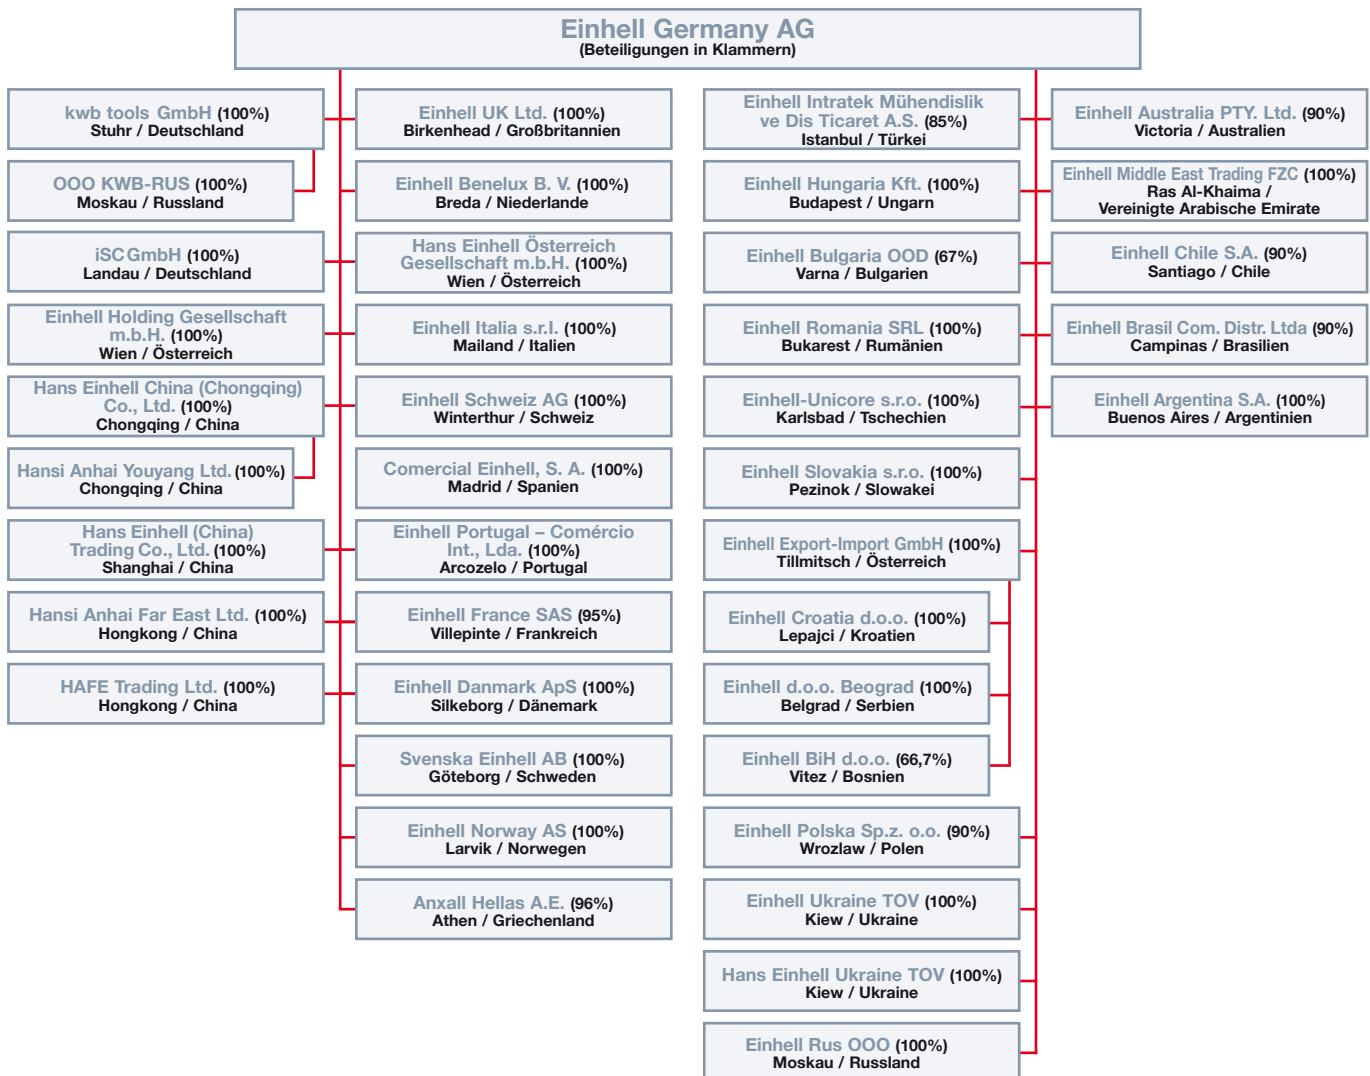 Einhell Germany AG
(Beteiligungen in Klammern)
kwb tools GmbH (100%)
Stuhr / Deutschland
OOO KWB-RUS (100%)
Moskau / Russland
iSC GmbH (100%)
Landau / Deutschland
Einhell Holding Gesellschaft
m.b.H. (100%)
Wien / Österreich
Hans Einhell China (Chongqing)
Co., Ltd. (100%)
Chongqing / China
Hansi Anhai Youyang Ltd. (100%)
Chongqing / China
Hans Einhell (China)
Trading Co., Ltd. (100%)
Shanghai / China
Hansi Anhai Far East Ltd. (100%)
Hongkong / China
HAFE Trading Ltd. (100%)
Hongkong / China
Einhell UK Ltd. (100%)
Birkenhead / Großbritannien
Einhell Benelux B. V. (100%)
Breda / Niederlande
Hans Einhell Österreich
Gesellschaft m.b.H. (100%)
Wien / Österreich
Einhell Italia s.r.l. (100%)
Mailand / Italien
Einhell Schweiz AG (100%)
Winterthur / Schweiz
Comercial Einhell, S. A. (100%)
Madrid / Spanien
Einhell Portugal – Comércio
Int., Lda. (100%)
Arcozelo / Portugal
Einhell France SAS (95%)
Villepinte / Frankreich
Einhell Danmark ApS (100%)
Silkeborg / Dänemark
Svenska Einhell AB (100%)
Göteborg / Schweden
Einhell Norway AS (100%)
Larvik / Norwegen
Anxall Hellas A.E. (96%)
Athen / Griechenland
Einhell Intratek Mühendislik
ve Dis Ticaret A.S. (85%)
Istanbul / Türkei
Einhell Hungaria Kft. (100%)
Budapest / Ungarn
Einhell Bulgaria OOD (67%)
Varna / Bulgarien
Einhell Romania SRL (100%)
Bukarest / Rumänien
Einhell-Unicore s.r.o. (100%)
Karlsbad / Tschechien
Einhell Slovakia s.r.o. (100%)
Pezinok / Slowakei
Einhell Export-Import GmbH (100%)
Tillmitsch / Österreich
Einhell Croatia d.o.o. (100%)
Lepajci / Kroatien
Einhell d.o.o. Beograd (100%)
Belgrad / Serbien
Einhell BiH d.o.o. (66,7%)
Vitez / Bosnien
Einhell Polska Sp.z. o.o. (90%)
Wrozlaw / Polen
Einhell Ukraine TOV (100%)
Kiew / Ukraine
Hans Einhell Ukraine TOV (100%)
Kiew / Ukraine
Einhell Rus OOO (100%)
Moskau / Russland
Einhell Australia PTY. Ltd. (90%)
Victoria / Australien
Einhell Middle East Trading FZC (100%)
Ras Al-Khaima /
Vereinigte Arabische Emirate
Einhell Chile S.A. (90%)
Santiago / Chile
Einhell Brasil Com. Distr. Ltda (90%)
Campinas / Brasilien
Einhell Argentina S.A. (100%)
Buenos Aires / Argentinien